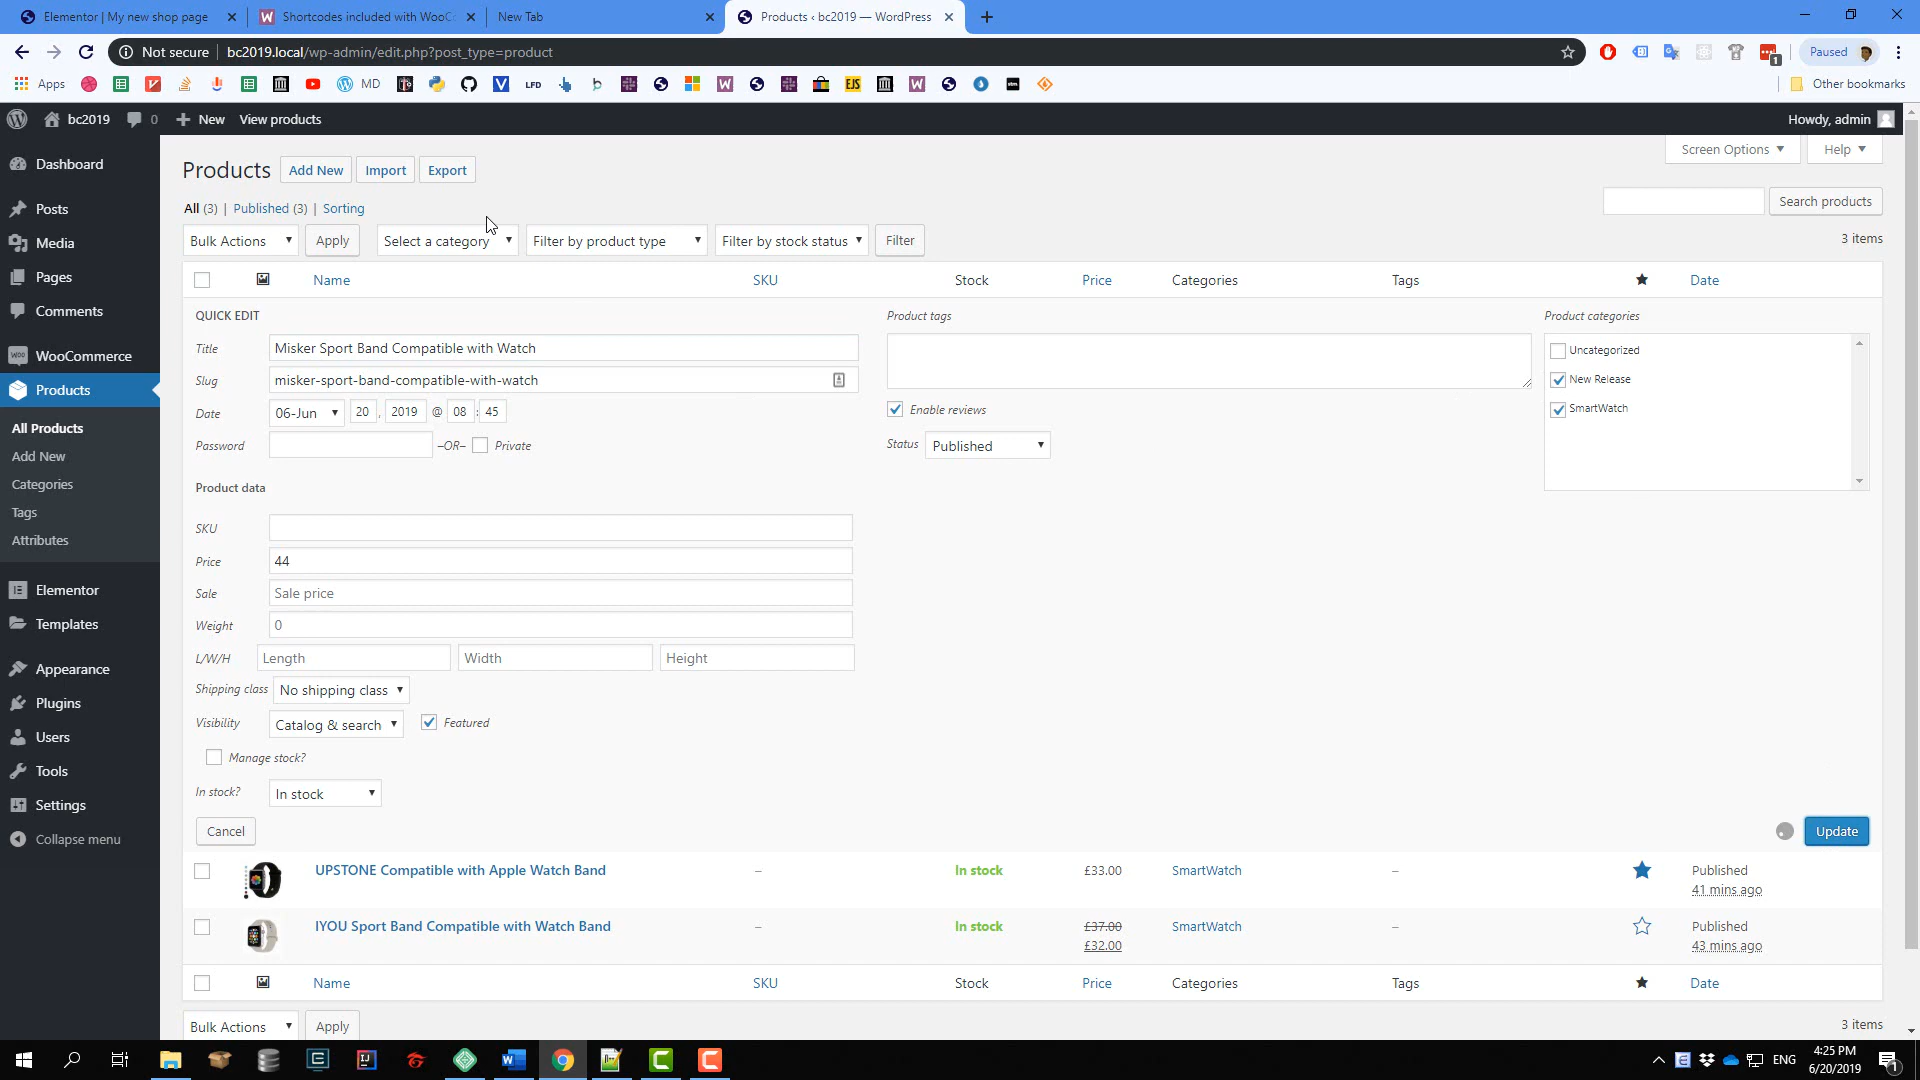 Elementor | My new shop page
Shortcodes included with WooC
New Tab
Products ‹ bc2019 — WordPress
Not secure | bc2019.local/wp-admin/edit.php?post_type=product
Paused
1
Apps
MD
LFD
EJS
Other bookmarks
bc2019
0
New
View products
Howdy, admin
Dashboard
Posts
Media
Pages
Comments
WooCommerce
Products
All Products
Add New
Categories
Tags
Attributes
Elementor
Templates
Appearance
Plugins
Users
Tools
Settings
Collapse menu
Screen Options
Help
Products
Add New
Import
Export
All (3) | Published (3) | Sorting
Search products
Bulk Actions
Apply
Select a category
Filter by product type
Filter by stock status
Filter
3 items
Name
SKU
Stock
Price
Categories
Tags
Date
QUICK EDIT
Title
Misker Sport Band Compatible with Watch
Slug
misker-sport-band-compatible-with-watch
Date
06-Jun
20 , 2019 @ 08 : 45
Password
–OR–
Private
Product tags
Enable reviews
Status
Published
Product categories
Uncategorized
New Release
SmartWatch
Product data
SKU
Price
44
Sale
Sale price
Weight
0
L/W/H
Length
Width
Height
Shipping class
No shipping class
Visibility
Catalog & search
Featured
Manage stock?
In stock?
In stock
Cancel
Update
UPSTONE Compatible with Apple Watch Band
–
In stock
£33.00
SmartWatch
–
Published
41 mins ago
IYOU Sport Band Compatible with Watch Band
–
In stock
£37.00
£32.00
SmartWatch
–
Published
43 mins ago
Name
SKU
Stock
Price
Categories
Tags
Date
Bulk Actions
Apply
3 items
ENG
4:25 PM
6/20/2019
1